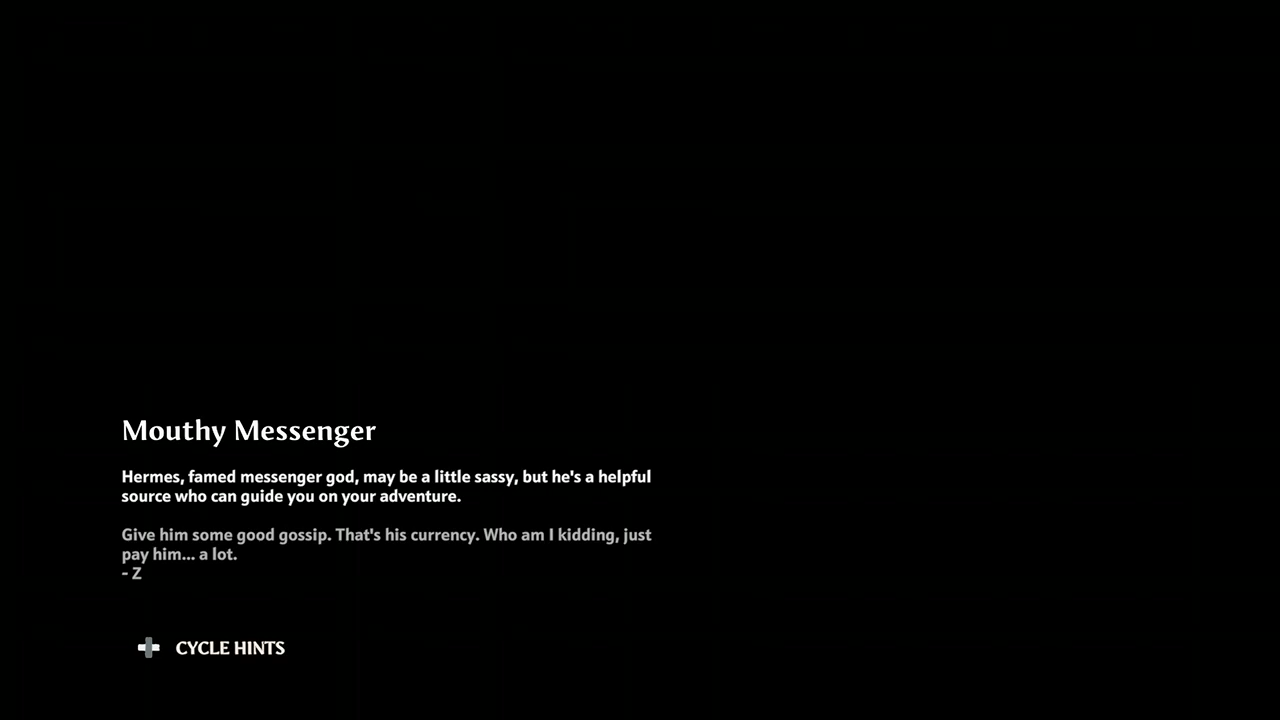 Mouthy Messenger
Hermes, famed messenger god, may be a little sassy, but he's a helpful
source who can guide you on your adventure.
Give him some good gossip. That's his currency. Who am I kidding, just
pay him... a lot.
- Z
CYCLE HINTS